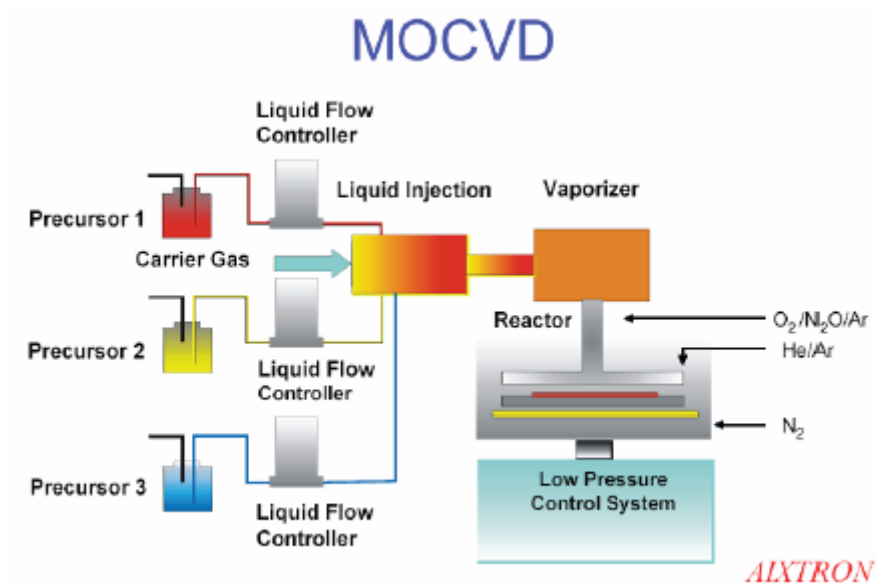 MOCVD
Liquid Flow
Controller
Liquid Injection
Vaporizer
Precursor 1
Carrier Gas
Reactor
O₂/N₂O/Ar
He/Ar
Precursor 2
Liquid Flow
Controller
N₂
Precursor 3
Low Pressure
Control System
Liquid Flow
Controller
AIXTRON